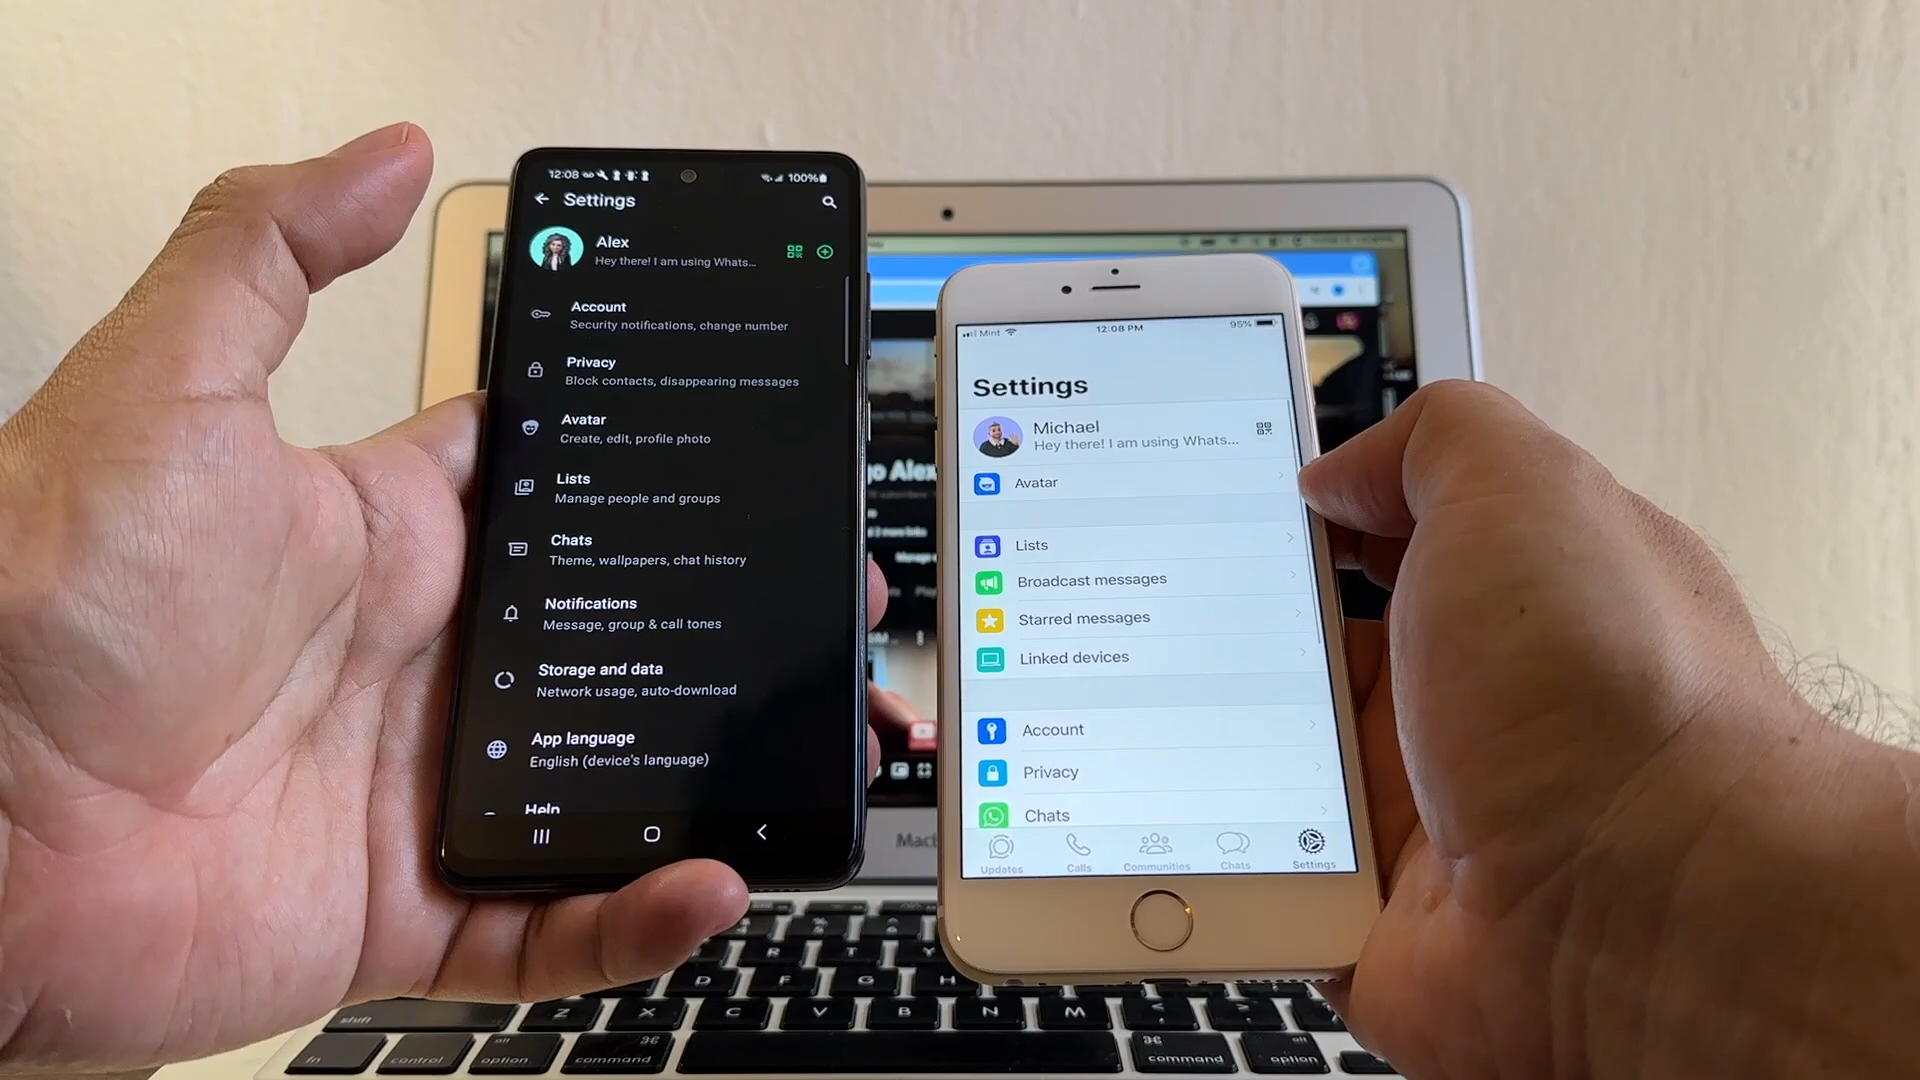 12:08
100%
Settings
Alex
Hey there! I am using Whats...
Account
Security notifications, change number
Privacy
Block contacts, disappearing messages
Avatar
Create, edit, profile photo
Lists
Manage people and groups
Chats
Theme, wallpapers, chat history
Notifications
Message, group & call tones
Storage and data
Network usage, auto-download
App language
English (device's language)
Help
Mint
12:08 PM
95%
Settings
Michael
Hey there! I am using Whats...
Avatar
Lists
Broadcast messages
Starred messages
Linked devices
Account
Privacy
Chats
Updates
Calls
Communities
Chats
Settings
go Alex
R T Y
D F G H
shift Z X C V B N M
fn control alt option ⌘ command ⌘ command alt option